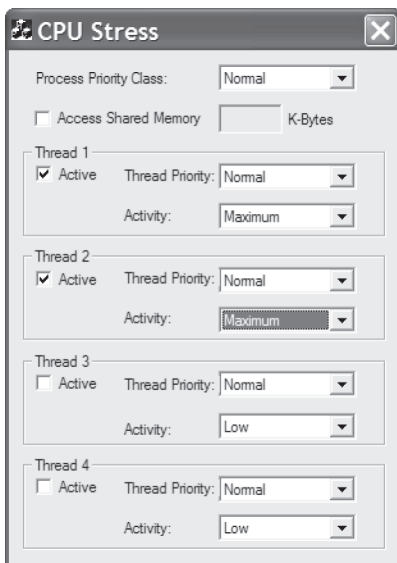 CPU Stress
Process Priority Class: Normal
Access Shared Memory K-Bytes
Thread 1
Active Thread Priority: Normal
Activity: Maximum
Thread 2
Active Thread Priority: Normal
Activity: Maximum
Thread 3
Active Thread Priority: Normal
Activity: Low
Thread 4
Active Thread Priority: Normal
Activity: Low